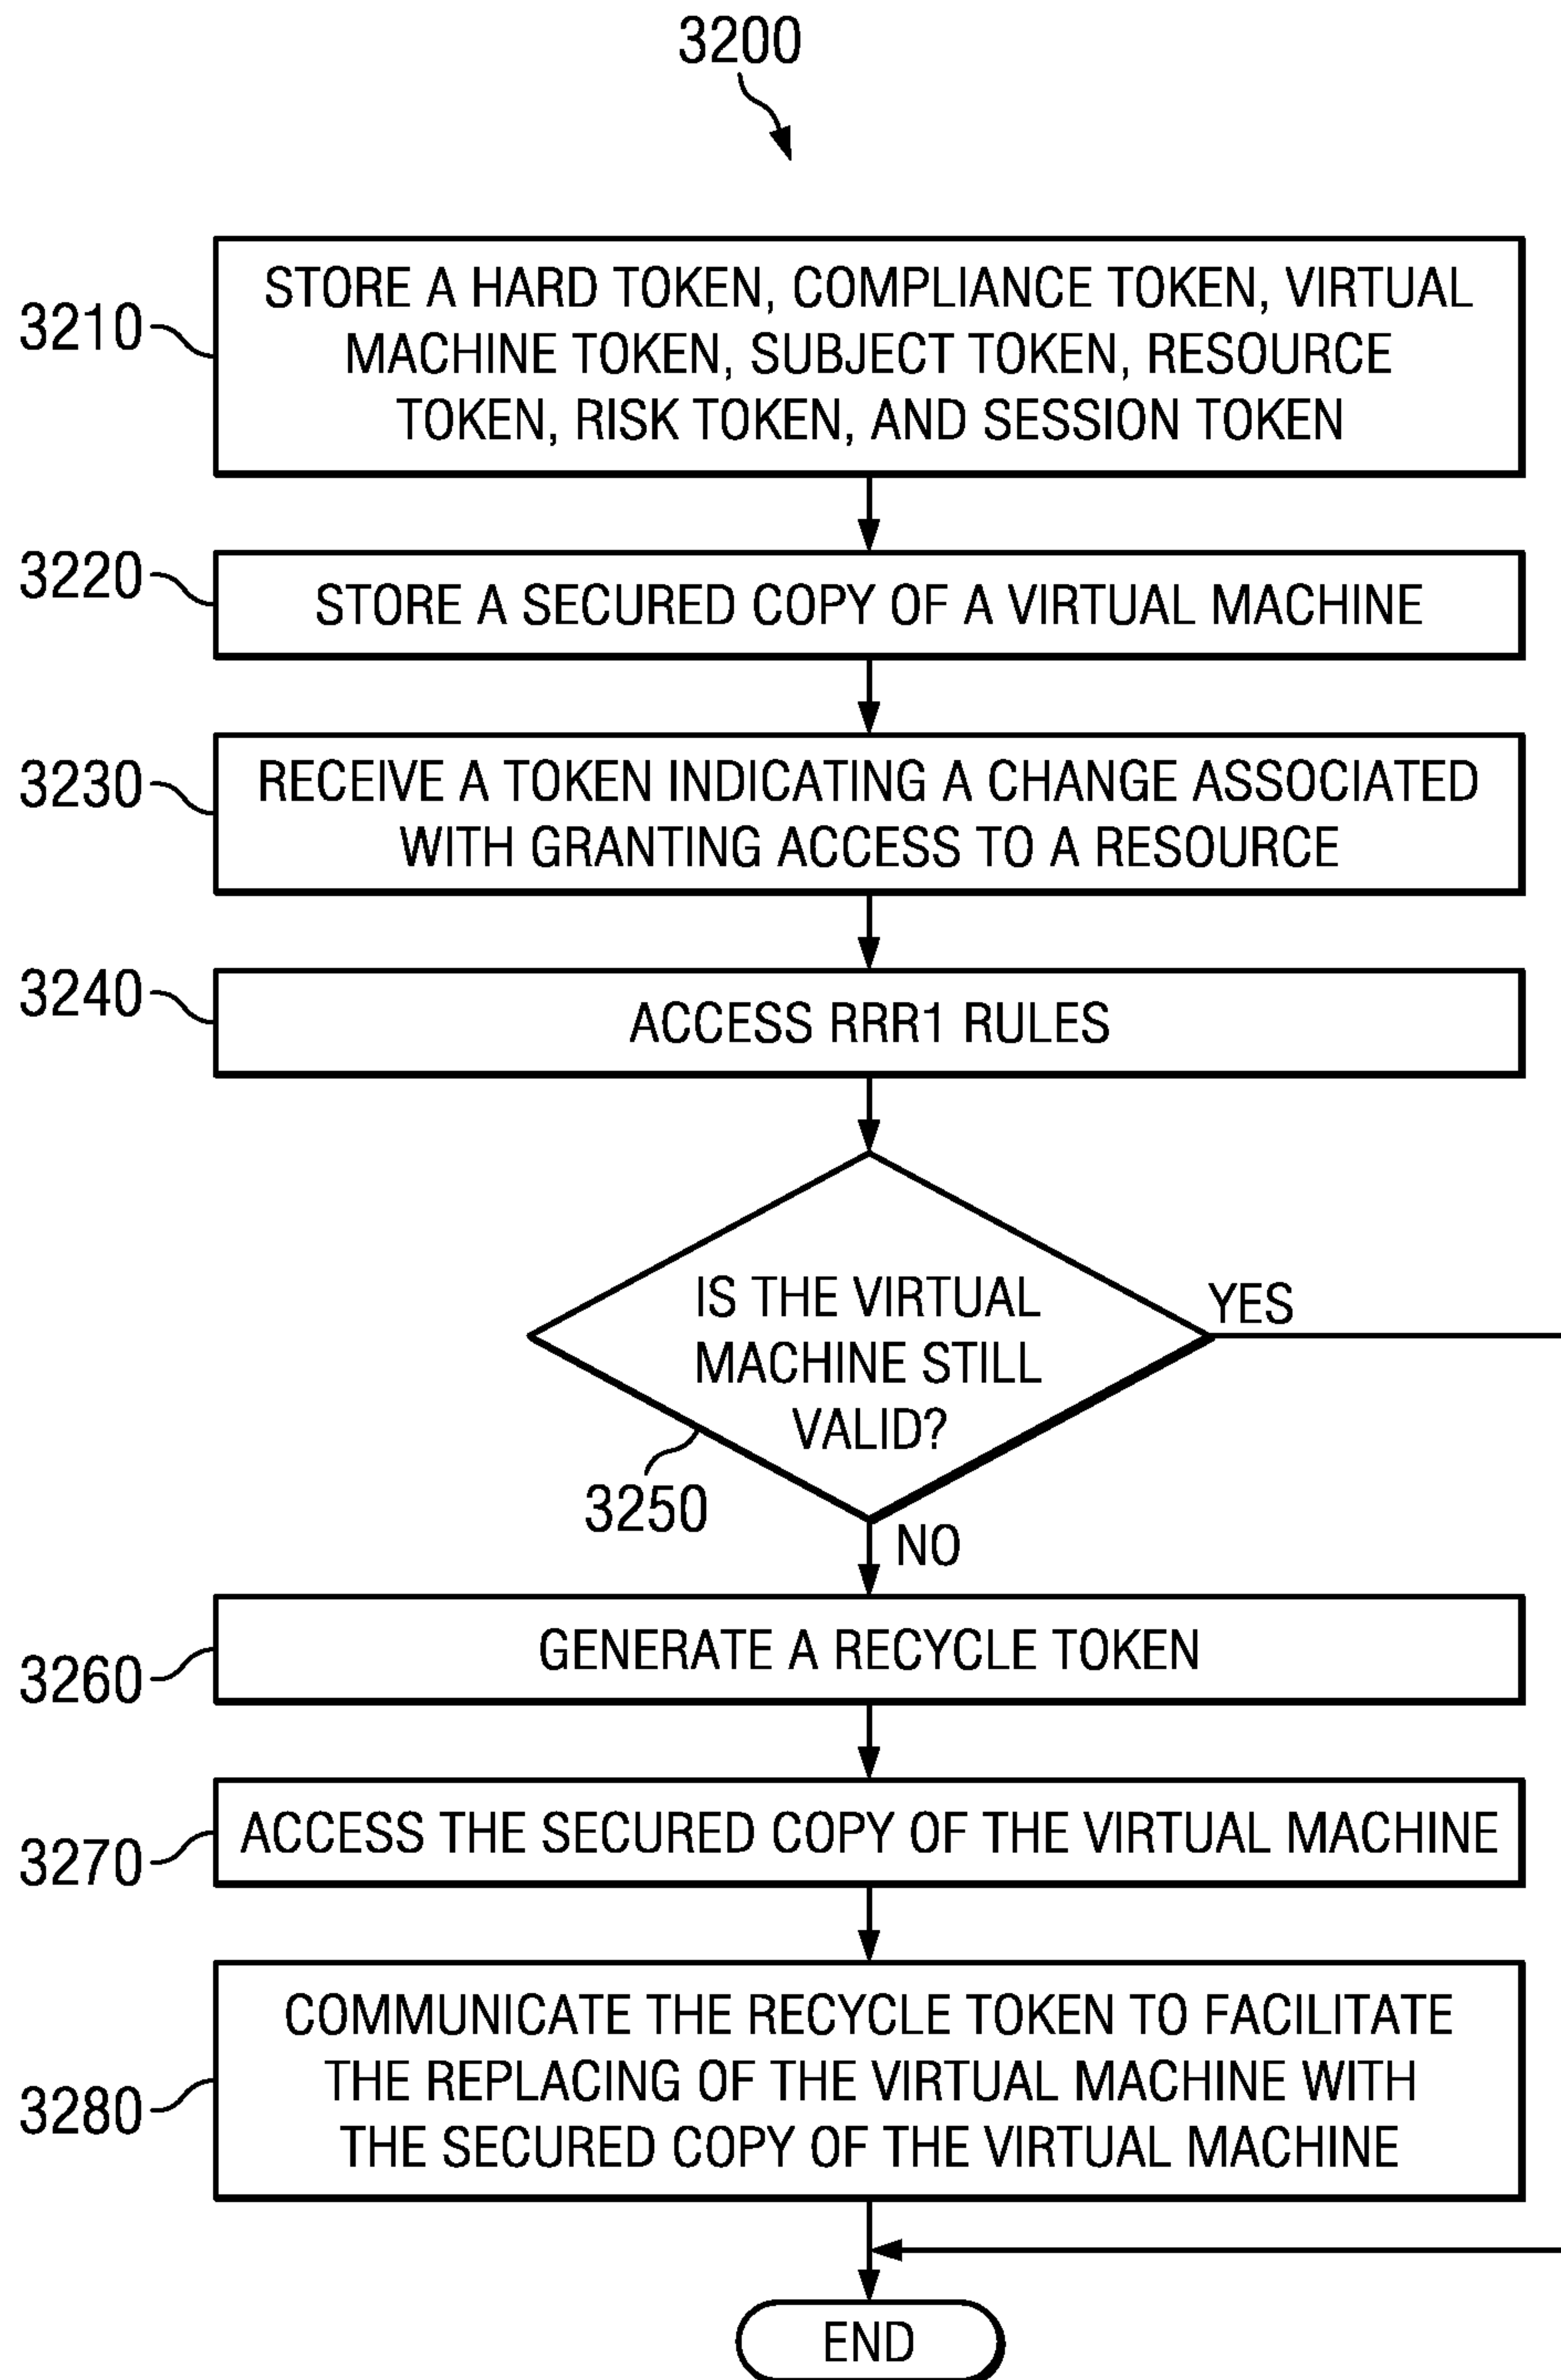 3200
3210
STORE A HARD TOKEN, COMPLIANCE TOKEN, VIRTUAL
MACHINE TOKEN, SUBJECT TOKEN, RESOURCE
TOKEN, RISK TOKEN, AND SESSION TOKEN
3220
STORE A SECURED COPY OF A VIRTUAL MACHINE
3230
RECEIVE A TOKEN INDICATING A CHANGE ASSOCIATED
WITH GRANTING ACCESS TO A RESOURCE
3240
ACCESS RRR1 RULES
IS THE VIRTUAL
MACHINE STILL
VALID?
YES
3250
NO
3260
GENERATE A RECYCLE TOKEN
3270
ACCESS THE SECURED COPY OF THE VIRTUAL MACHINE
3280
COMMUNICATE THE RECYCLE TOKEN TO FACILITATE
THE REPLACING OF THE VIRTUAL MACHINE WITH
THE SECURED COPY OF THE VIRTUAL MACHINE
END